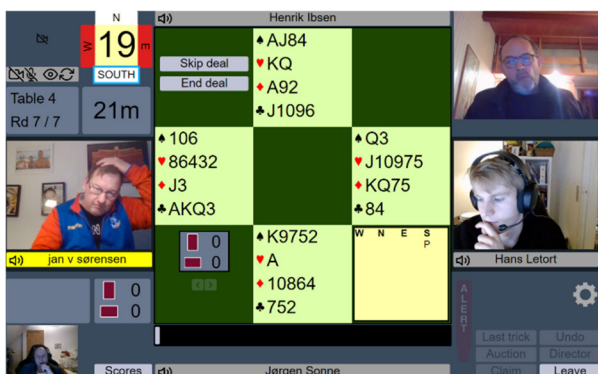 N
Henrik Ibsen
W 19 E
SOUTH
Table 4
Rd 7 / 7
21m
Skip deal
End deal
♠ AJ84
♥ KQ
♦ A92
♣ J1096
♠ 106
♥ 86432
♦ J3
♣ AKQ3
♠ Q3
♥ J10975
♦ KQ75
♣ 84
♠ K9752
♥ A
♦ 10864
♣ 752
0
0
W N E S
P
jan v sørensen
Hans Letort
0
0
ALERT
Last trick
Undo
Auction
Director
Claim
Leave
Scores
Jørgen Sonne